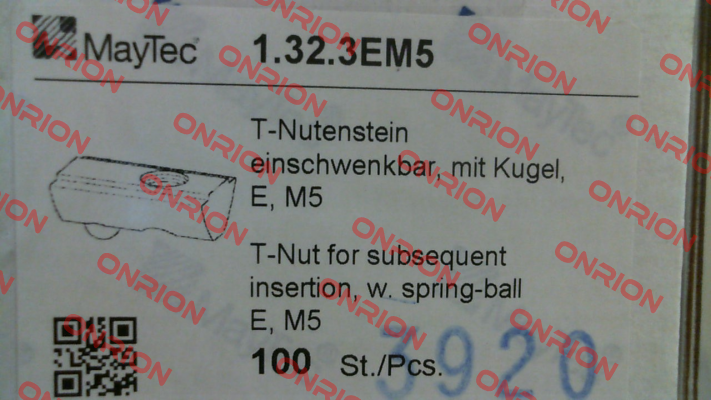 MayTec 1.32.3EM5
T-Nutenstein
einschwenkbar, mit Kugel,
E, M5
T-Nut for subsequent
insertion, w. spring-ball
E, M5
100 St./Pcs.
3920
ONRION